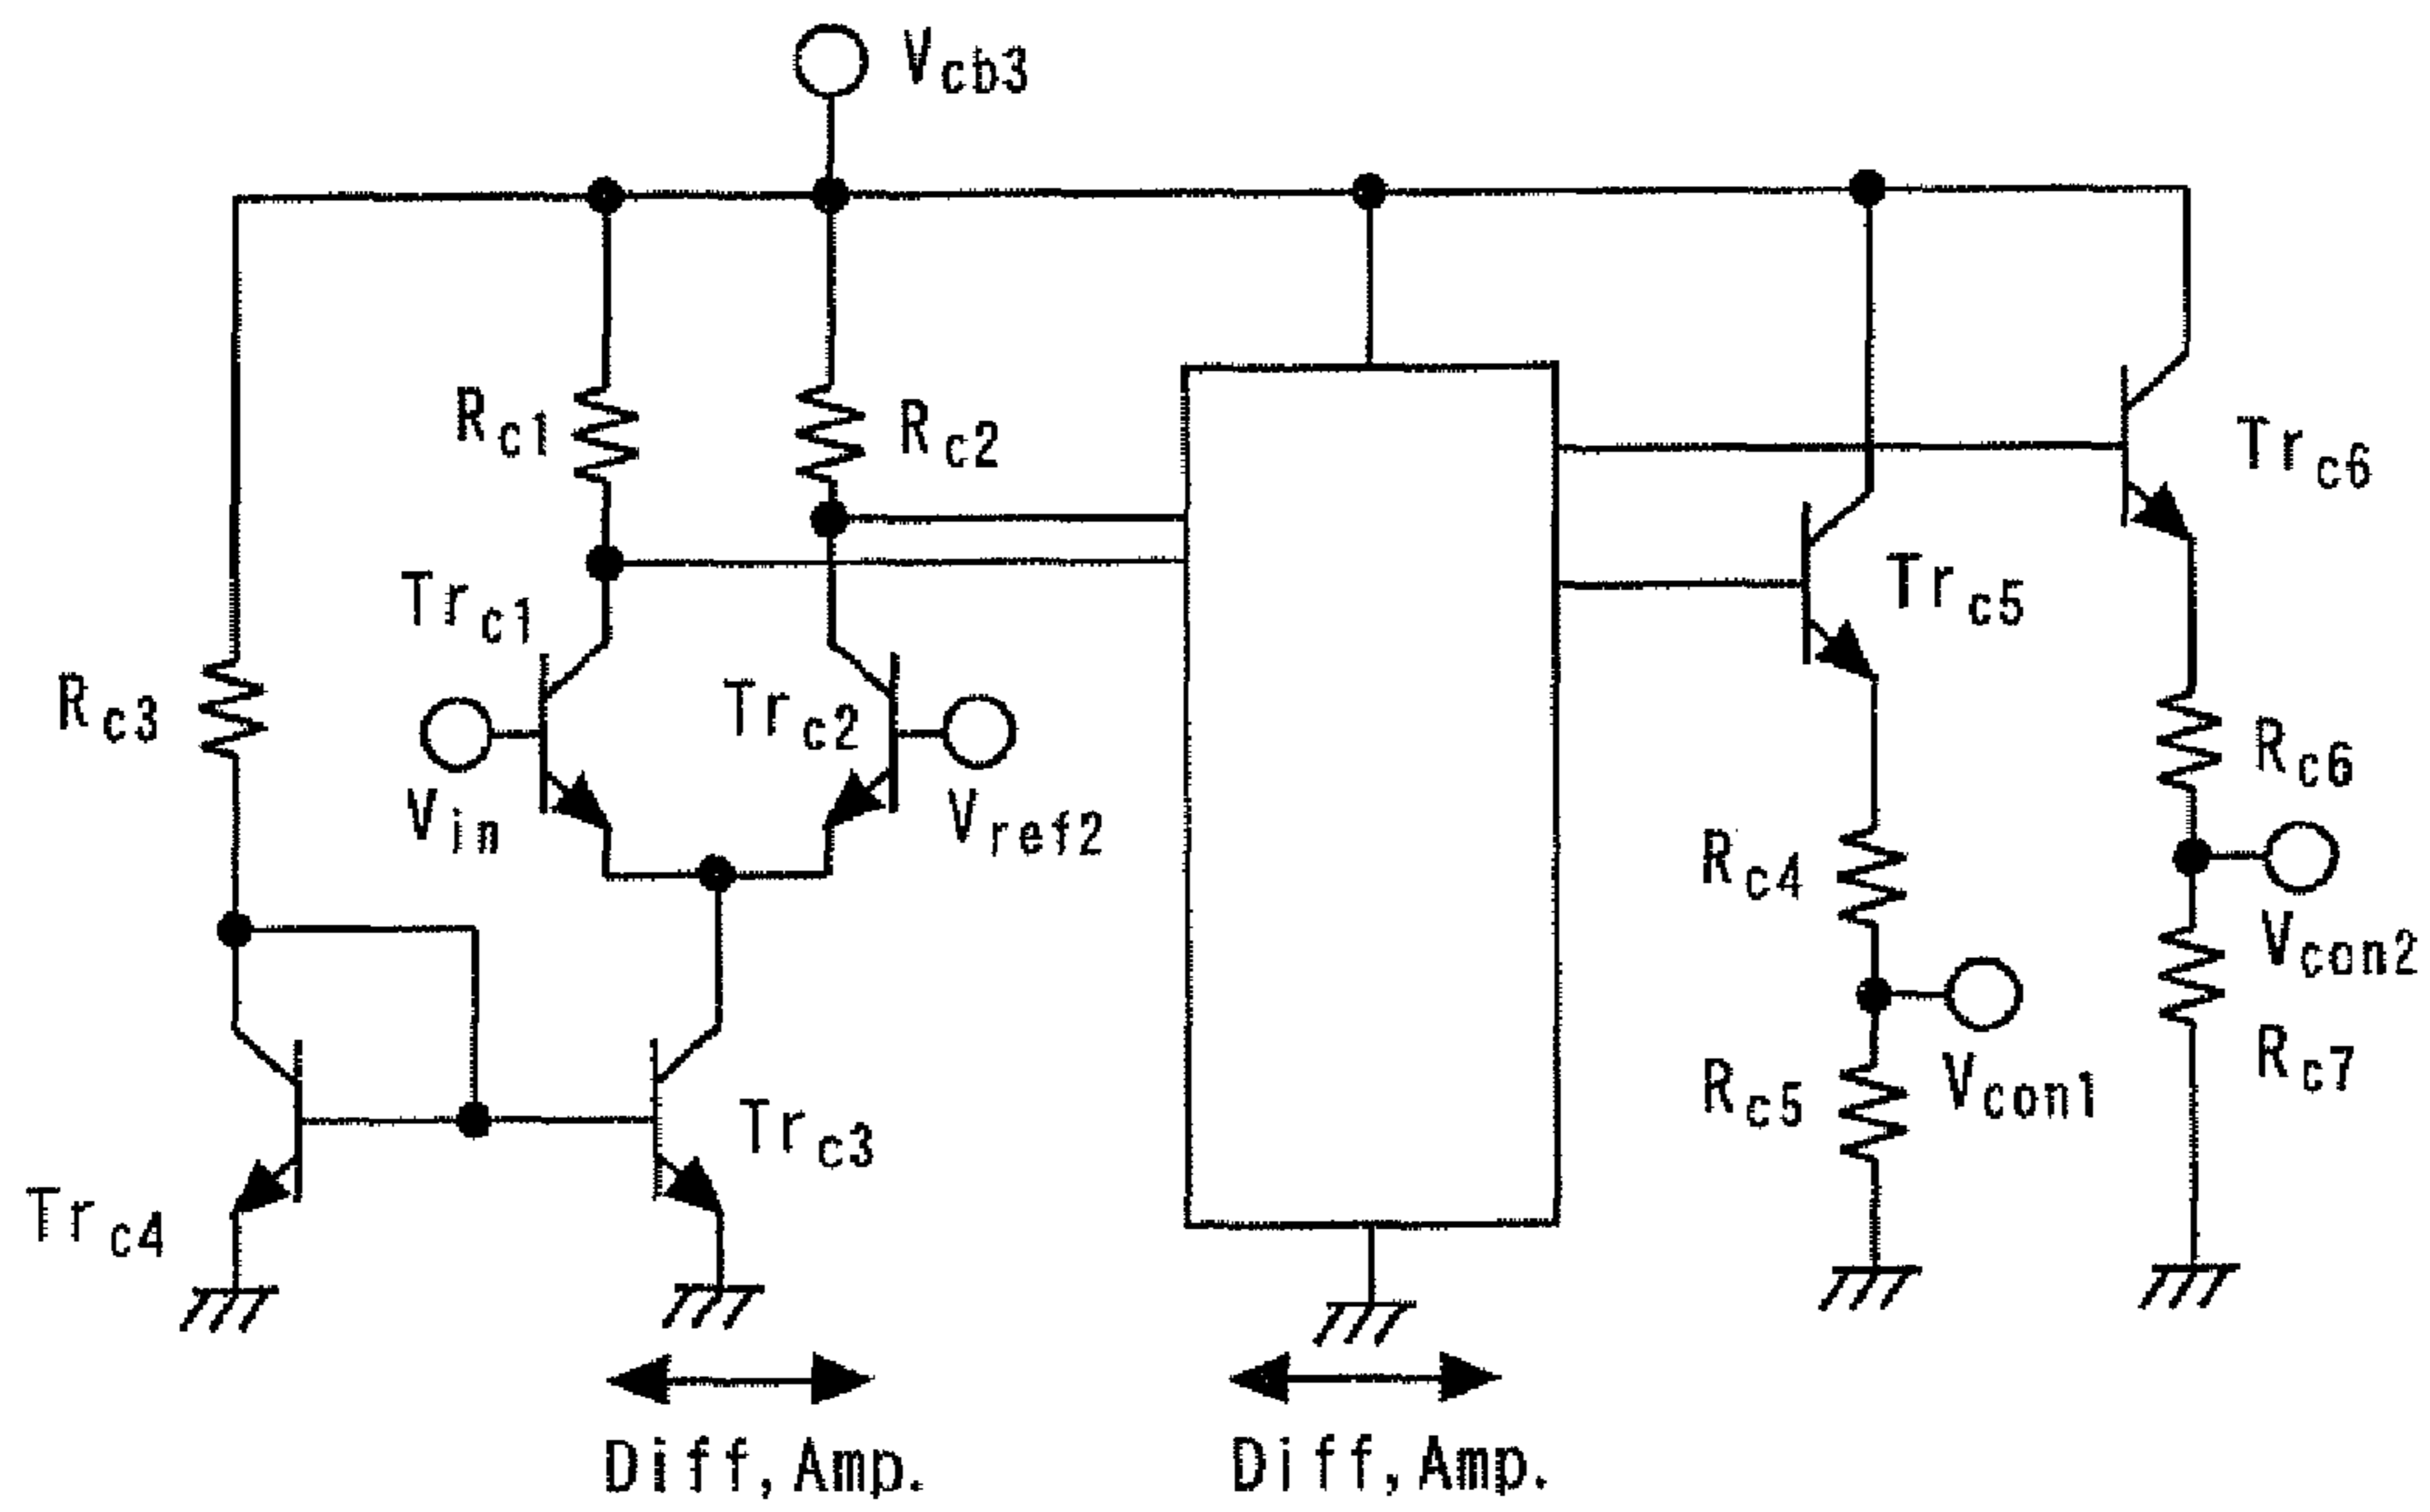 Vcb3
Rc1
Rc2
Trc6
Trc1
Trc5
Rc3
Trc2
Rc6
Vin
Vref2
Rc4
Vcon2
Rc5
Vcon1
Rc7
Trc3
Trc4
Diff,Amp.
Diff,Amp.